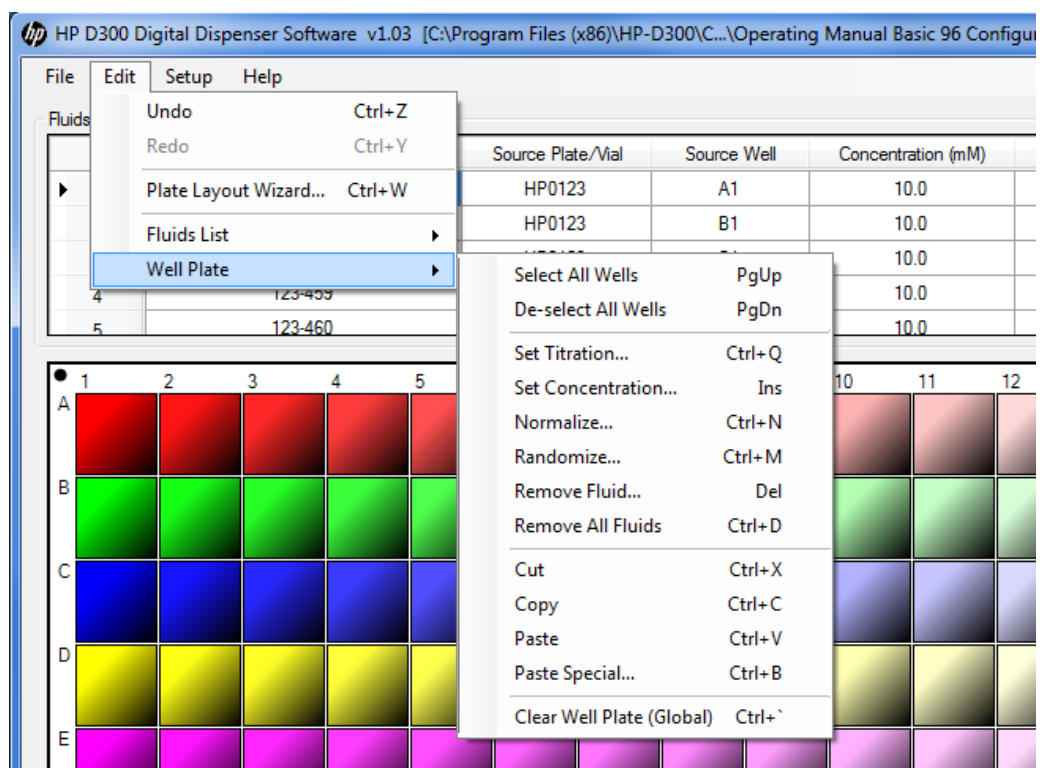 hp HP D300 Digital Dispenser Software v1.03 [C:\Program Files (x86)\HP-D300\C...\Operating Manual Basic 96 Configur
File Edit Setup Help
Fluids
Undo Ctrl+Z
Redo Ctrl+Y
Plate Layout Wizard... Ctrl+W
Fluids List
Well Plate
Source Plate/Vial Source Well Concentration (mM)
HP0123 A1 10.0
HP0123 B1 10.0
10.0
4 123-459 10.0
5 123-460 10.0
Select All Wells PgUp
De-select All Wells PgDn
Set Titration... Ctrl+Q
Set Concentration... Ins
Normalize... Ctrl+N
Randomize... Ctrl+M
Remove Fluid... Del
Remove All Fluids Ctrl+D
Cut Ctrl+X
Copy Ctrl+C
Paste Ctrl+V
Paste Special... Ctrl+B
Clear Well Plate (Global) Ctrl+`
1 2 3 4 5 10 11 12
A
B
C
D
E